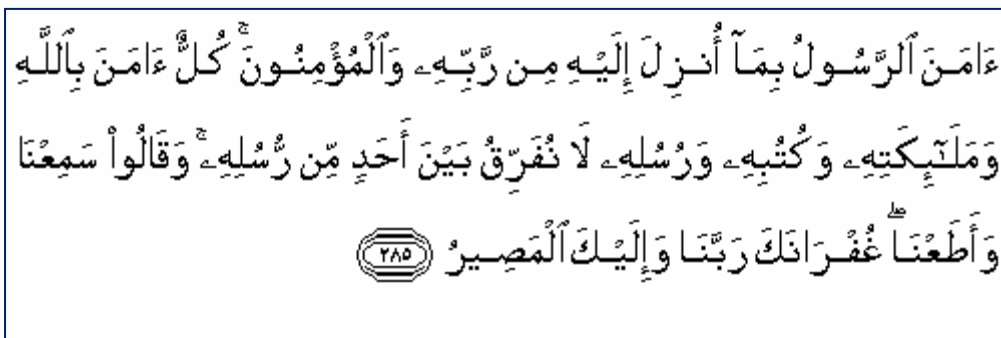 ءَامَنَ ٱلرَّسُولُ بِمَآ أُنزِلَ إِلَيْهِ مِن رَّبِّهِۦ وَٱلْمُؤْمِنُونَ ۚ كُلٌّ ءَامَنَ بِٱللَّهِ
وَمَلَـٰٓئِكَتِهِۦ وَكُتُبِهِۦ وَرُسُلِهِۦ لَا نُفَرِّقُ بَيْنَ أَحَدٍ مِّن رُّسُلِهِۦ ۚ وَقَالُوا۟ سَمِعْنَا
وَأَطَعْنَا ۖ غُفْرَانَكَ رَبَّنَا وَإِلَيْكَ ٱلْمَصِيرُ ٢٨٥